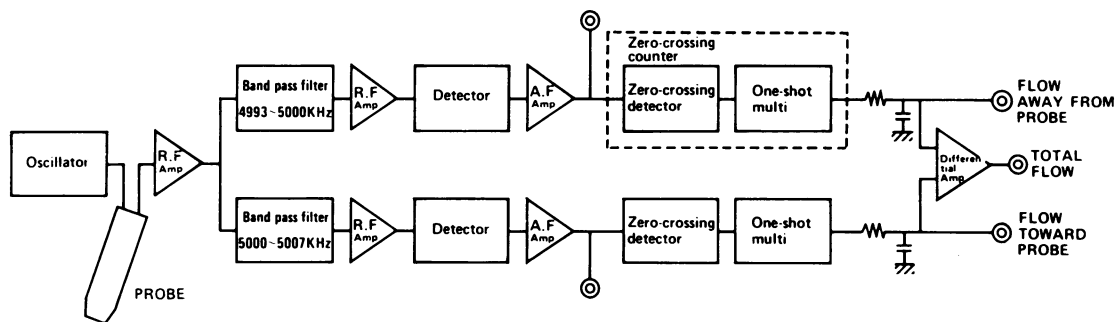 Oscillator
PROBE
R.F
Amp
Band pass filter
4993~5000KHz
R.F
Amp
Detector
A.F
Amp
Zero-crossing
counter
Zero-crossing
detector
One-shot
multi
FLOW
AWAY FROM
PROBE
Band pass filter
5000~5007KHz
R.F
Amp
Detector
A.F
Amp
Zero-crossing
detector
One-shot
multi
Differen
tial
Amp
TOTAL
FLOW
FLOW
TOWARD
PROBE